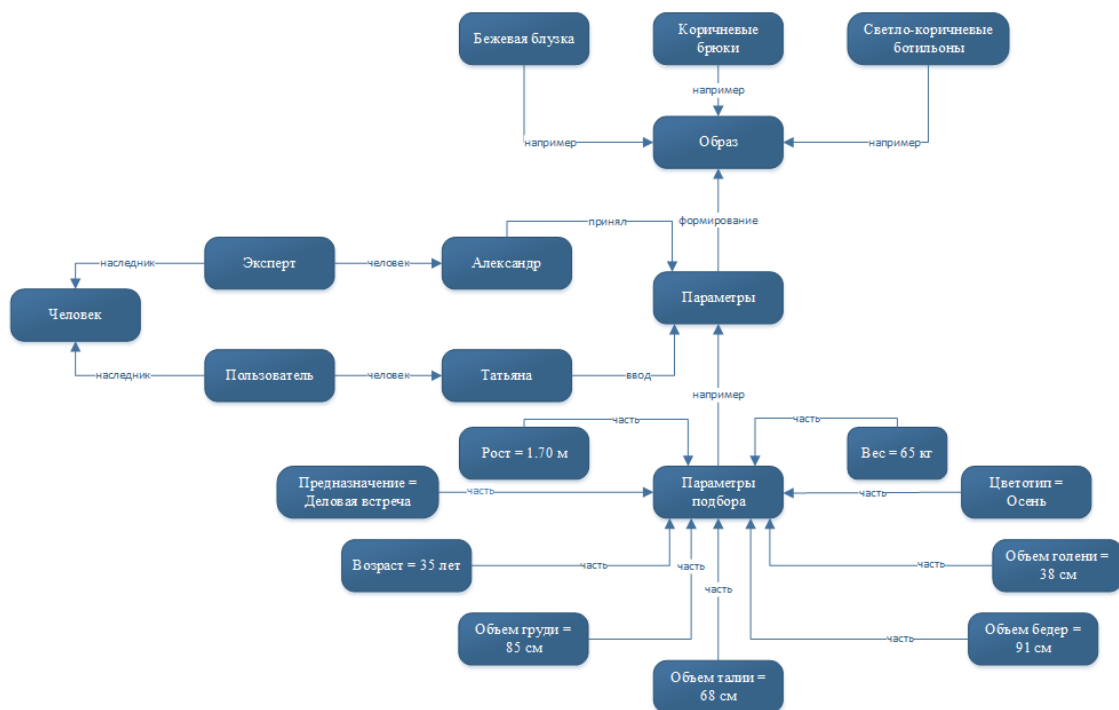 Бежевая блузка
Коричневые
брюки
Светло-коричневые
ботильоны
например
например
Образ
например
принял
формирование
наследник
Эксперт
человек
Александр
Человек
Параметры
наследник
Пользователь
человек
Татьяна
ввод
например
часть
часть
Рост = 1.70 м
Вес = 65 кг
Предназначение =
Деловая встреча
часть
Параметры
подбора
часть
Цветотип =
Осень
Возраст = 35 лет
часть
часть
часть
часть
Объем голени =
38 см
Объем груди =
85 см
часть
Объем бедер =
91 см
Объем талии =
68 см